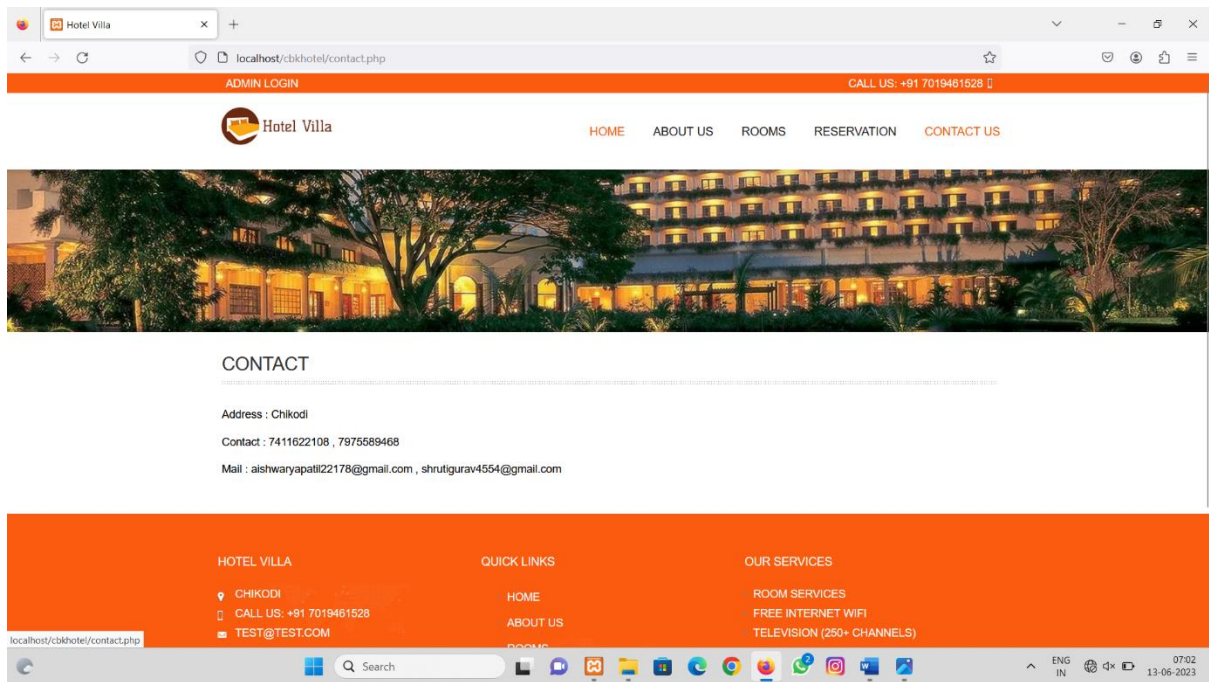 Hotel Villa
localhost/cbkhotel/contact.php
ADMIN LOGIN CALL US: +91 7019461528
Hotel Villa
HOME ABOUT US ROOMS RESERVATION CONTACT US
CONTACT
Address : Chikodi
Contact : 7411622108 , 7975589468
Mail : aishwaryapatil22178@gmail.com , shrutigurav4554@gmail.com
HOTEL VILLA
CHIKODI
CALL US: +91 7019461528
TEST@TEST.COM
QUICK LINKS
HOME
ABOUT US
ROOMS
OUR SERVICES
ROOM SERVICES
FREE INTERNET WIFI
TELEVISION (250+ CHANNELS)
localhost/cbkhotel/contact.php
Search
2
ENG
IN
07:02
13-06-2023